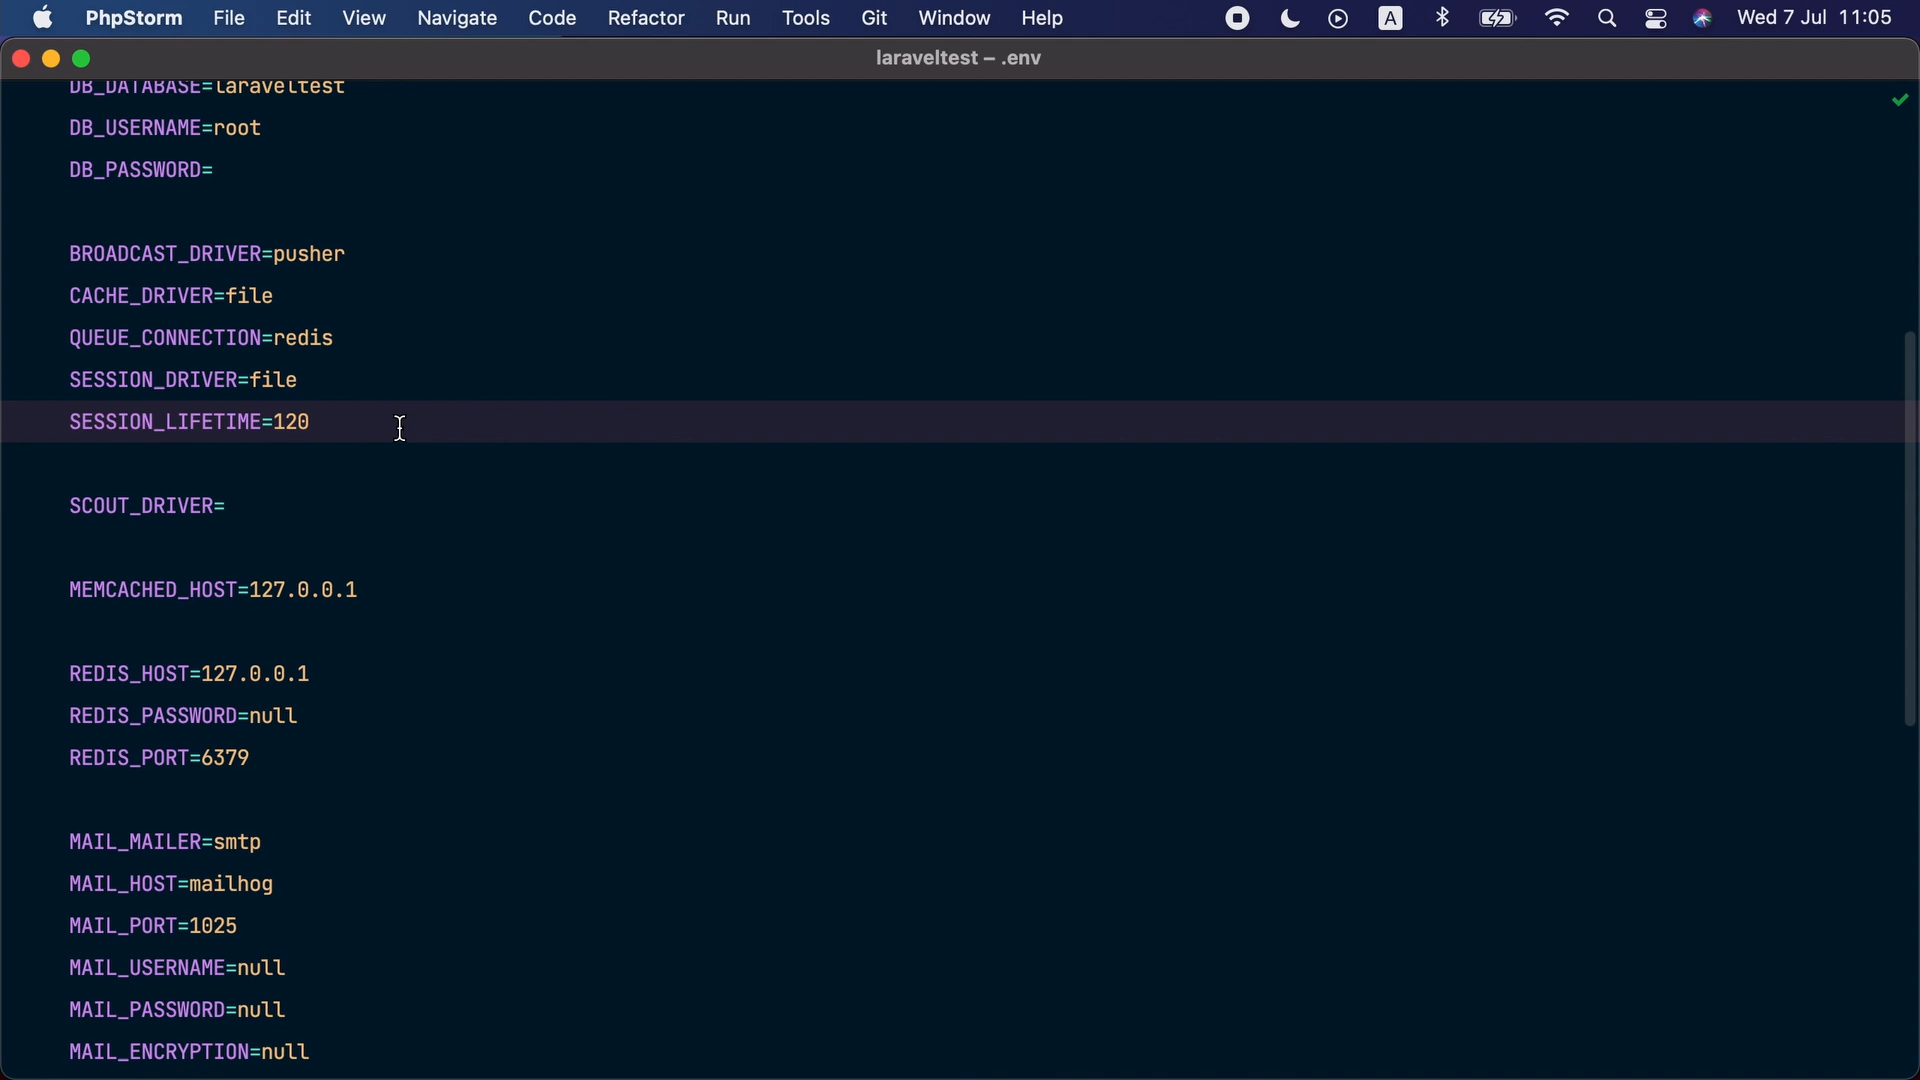 PhpStorm File Edit View Navigate Code Refactor Run Tools Git Window Help A Wed 7 Jul 11:05
laraveltest – .env
DB_DATABASE=laraveltest
DB_USERNAME=root
DB_PASSWORD=
BROADCAST_DRIVER=pusher
CACHE_DRIVER=file
QUEUE_CONNECTION=redis
SESSION_DRIVER=file
SESSION_LIFETIME=120
SCOUT_DRIVER=
MEMCACHED_HOST=127.0.0.1
REDIS_HOST=127.0.0.1
REDIS_PASSWORD=null
REDIS_PORT=6379
MAIL_MAILER=smtp
MAIL_HOST=mailhog
MAIL_PORT=1025
MAIL_USERNAME=null
MAIL_PASSWORD=null
MAIL_ENCRYPTION=null